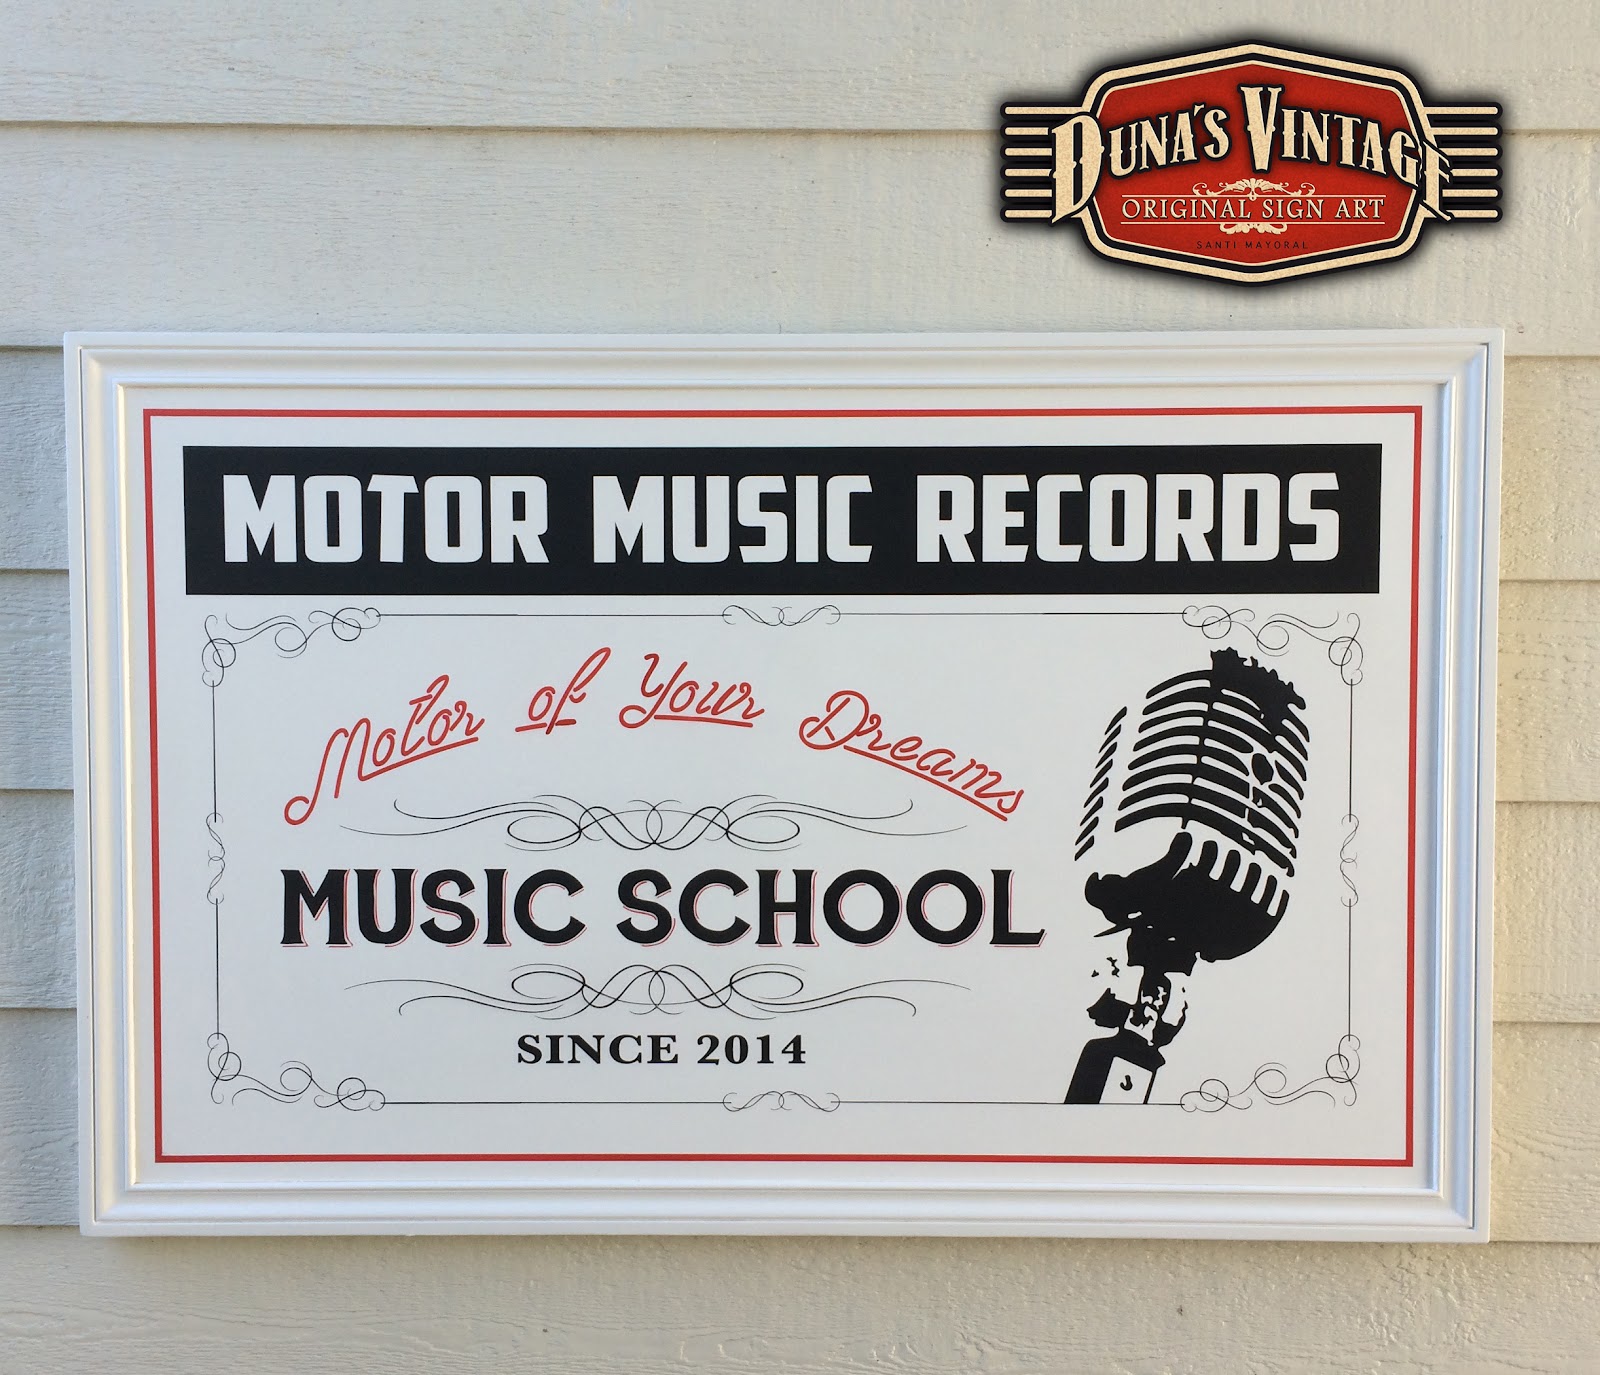 DUNA'S VINTAGE
ORIGINAL SIGN ART
SANTI MAYORAL
MOTOR MUSIC RECORDS
Motor of Your Dreams
MUSIC SCHOOL
SINCE 2014